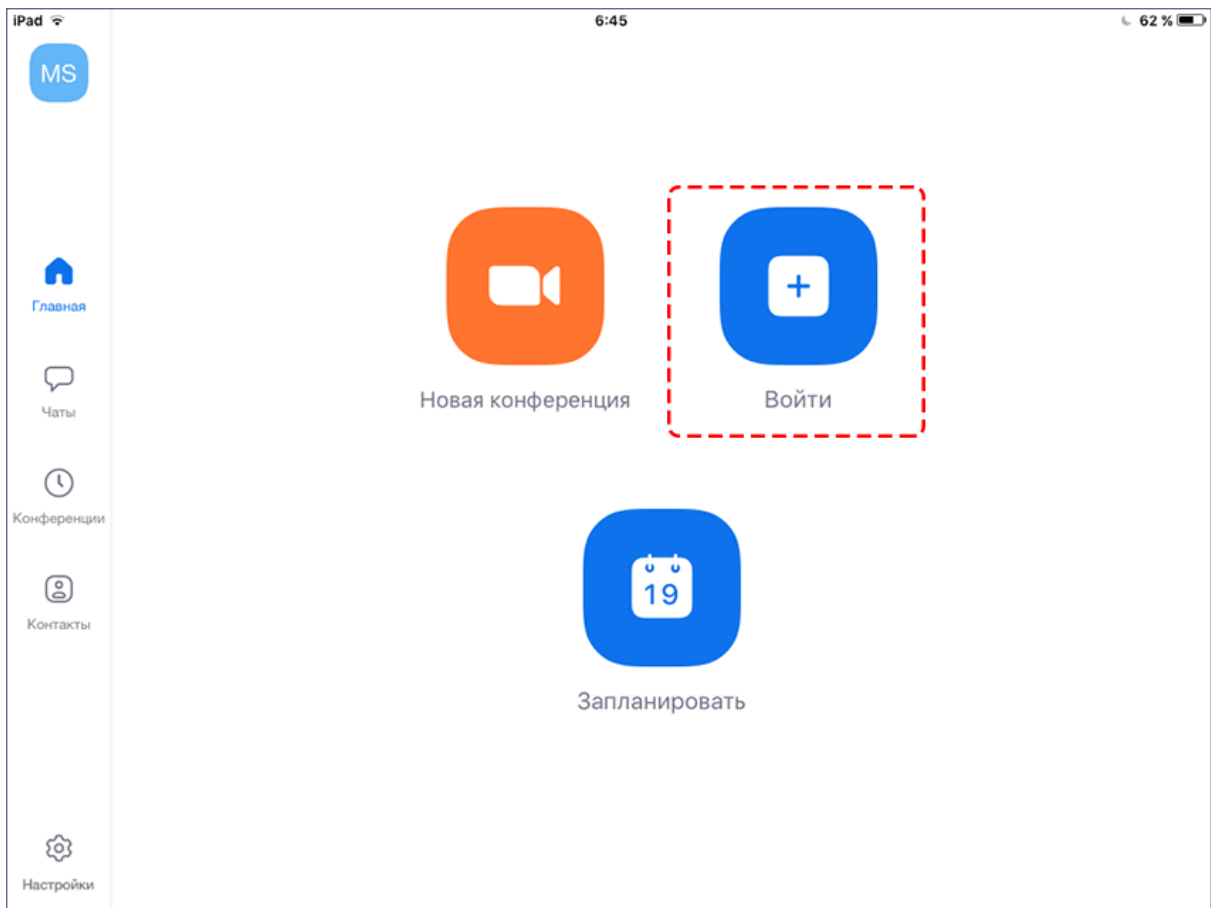 iPad 6:45 62 %
MS
Главная
Чаты
Конференции
Контакты
Настройки
Новая конференция
Войти
19
Запланировать